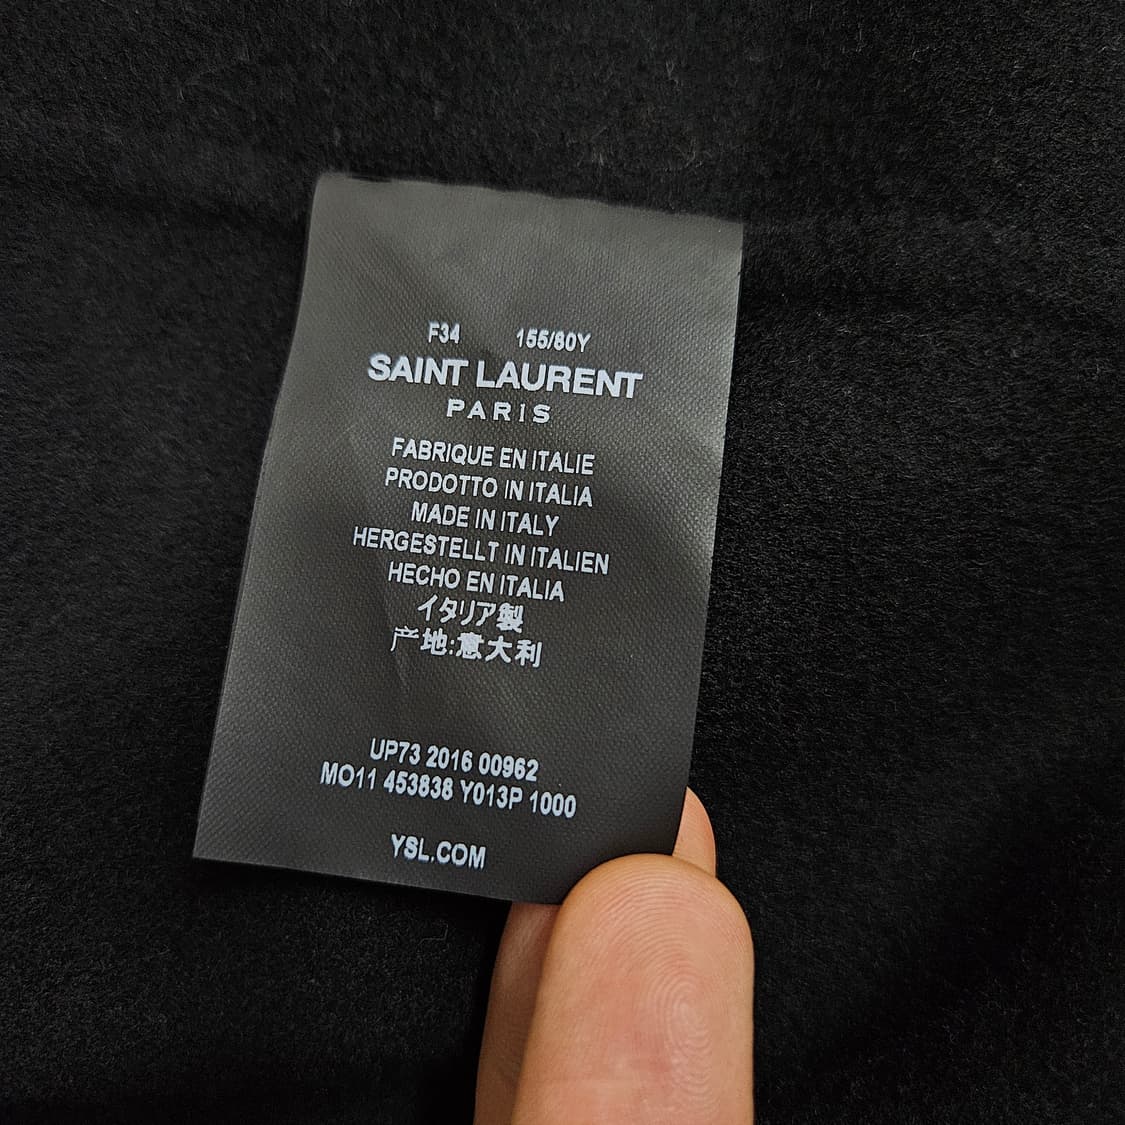 F34 155/80Y
SAINT LAURENT
PARIS
FABRIQUE EN ITALIE
PRODOTTO IN ITALIA
MADE IN ITALY
HERGESTELLT IN ITALIEN
HECHO EN ITALIA
イタリア製
产地:意大利
UP73 2016 00962
MO11 453838 Y013P 1000
YSL.COM